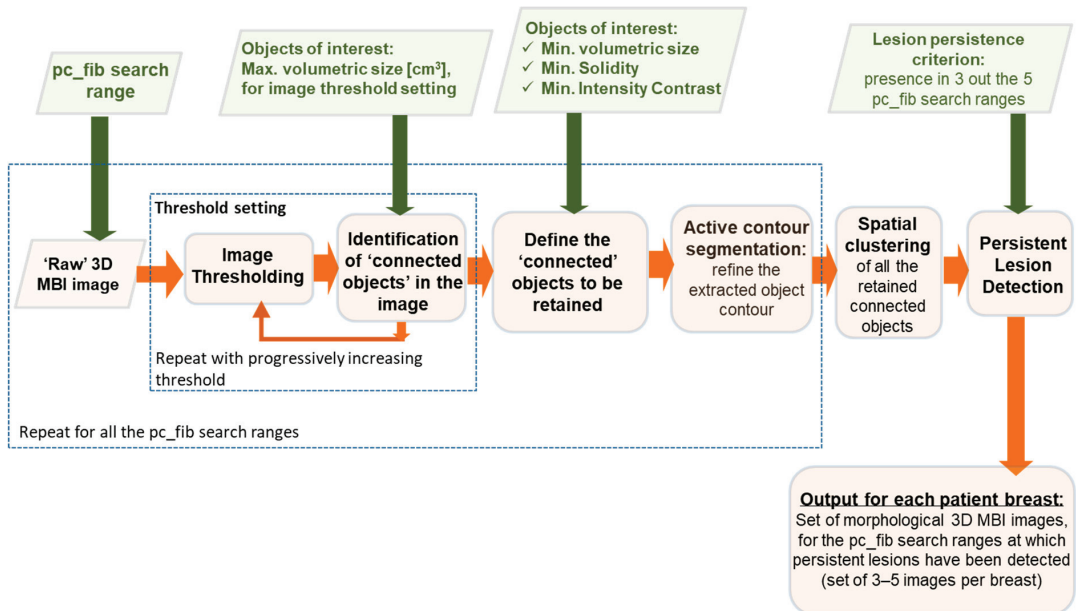 pc_fib search
range
Objects of interest:
Max. volumetric size [cm³],
for image threshold setting
Objects of interest:
✓ Min. volumetric size
✓ Min. Solidity
✓ Min. Intensity Contrast
Lesion persistence
criterion:
presence in 3 out the 5
pc_fib search ranges
'Raw' 3D
MBI image
Threshold setting
Image
Thresholding
Identification
of 'connected
objects' in the
image
Repeat with progressively increasing
threshold
Define the
'connected'
objects to be
retained
Active contour
segmentation:
refine the
extracted object
contour
Spatial
clustering
of all the
retained
connected
objects
Persistent
Lesion
Detection
Repeat for all the pc_fib search ranges
Output for each patient breast:
Set of morphological 3D MBI images,
for the pc_fib search ranges at which
persistent lesions have been detected
(set of 3–5 images per breast)